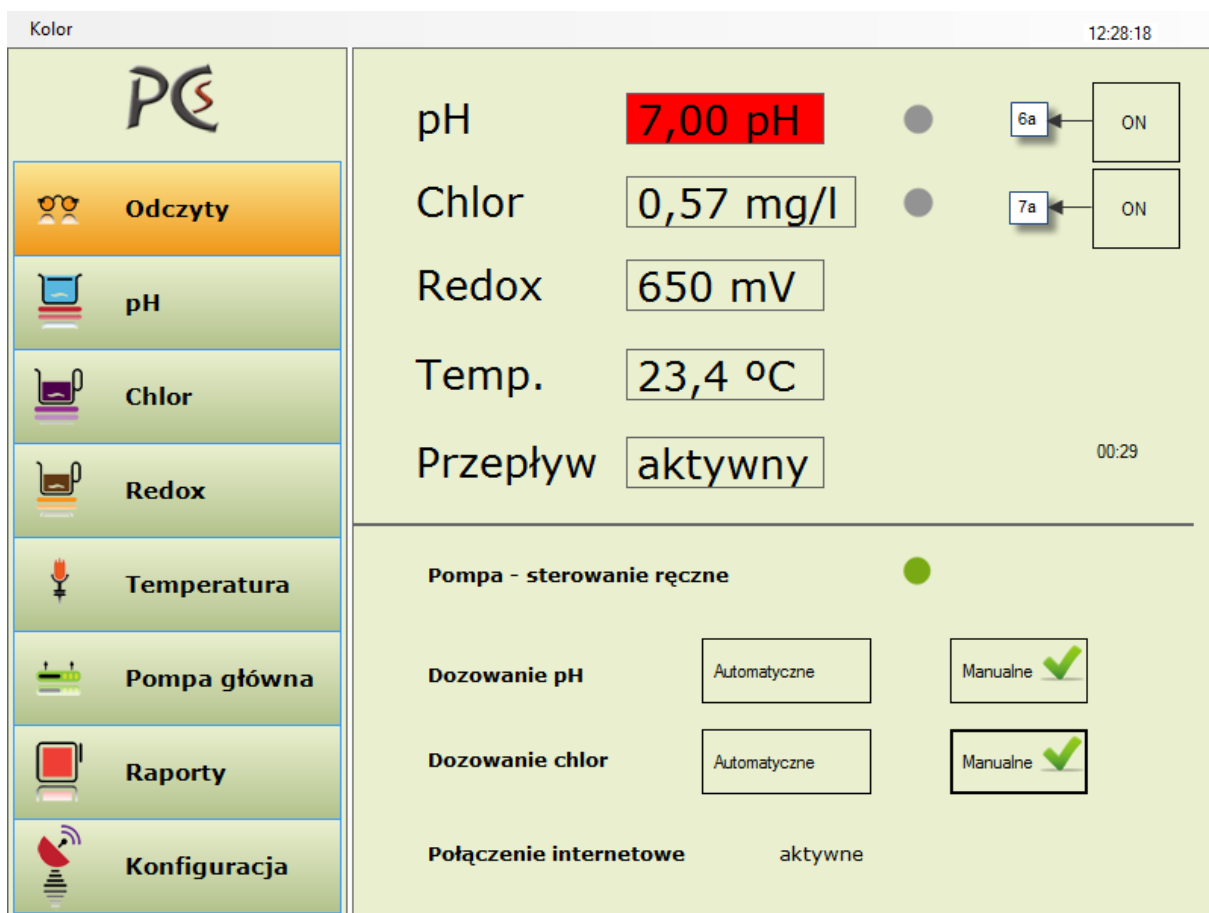 Kolor
12:28:18
PCs
Odczyty
pH
Chlor
Redox
Temperatura
Pompa główna
Raporty
Konfiguracja
pH 7,00 pH 6a ON
Chlor 0,57 mg/l 7a ON
Redox 650 mV
Temp. 23,4 ºC
Przepływ aktywny 00:29
Pompa - sterowanie ręczne
Dozowanie pH Automatyczne Manualne
Dozowanie chlor Automatyczne Manualne
Połączenie internetowe aktywne